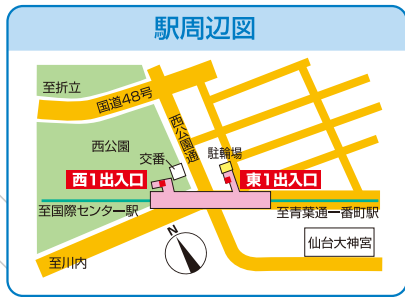 駅周辺図
至折立
国道48号
西公園通
西公園
交番
駐輪場
西1出入口
東1出入口
至国際センター駅
至青葉通一番町駅
仙台大神宮
至川内
N